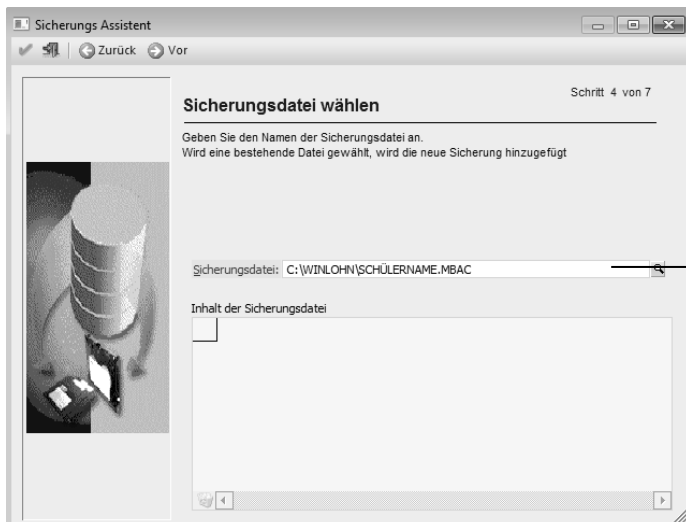 Sicherungs Assistent
Zurück Vor
Schritt 4 von 7
Sicherungsdatei wählen
Geben Sie den Namen der Sicherungsdatei an.
Wird eine bestehende Datei gewählt, wird die neue Sicherung hinzugefügt
Sicherungsdatei: C:\WINLOHN\SCHÜLERNAME.MBAC
Inhalt der Sicherungsdatei